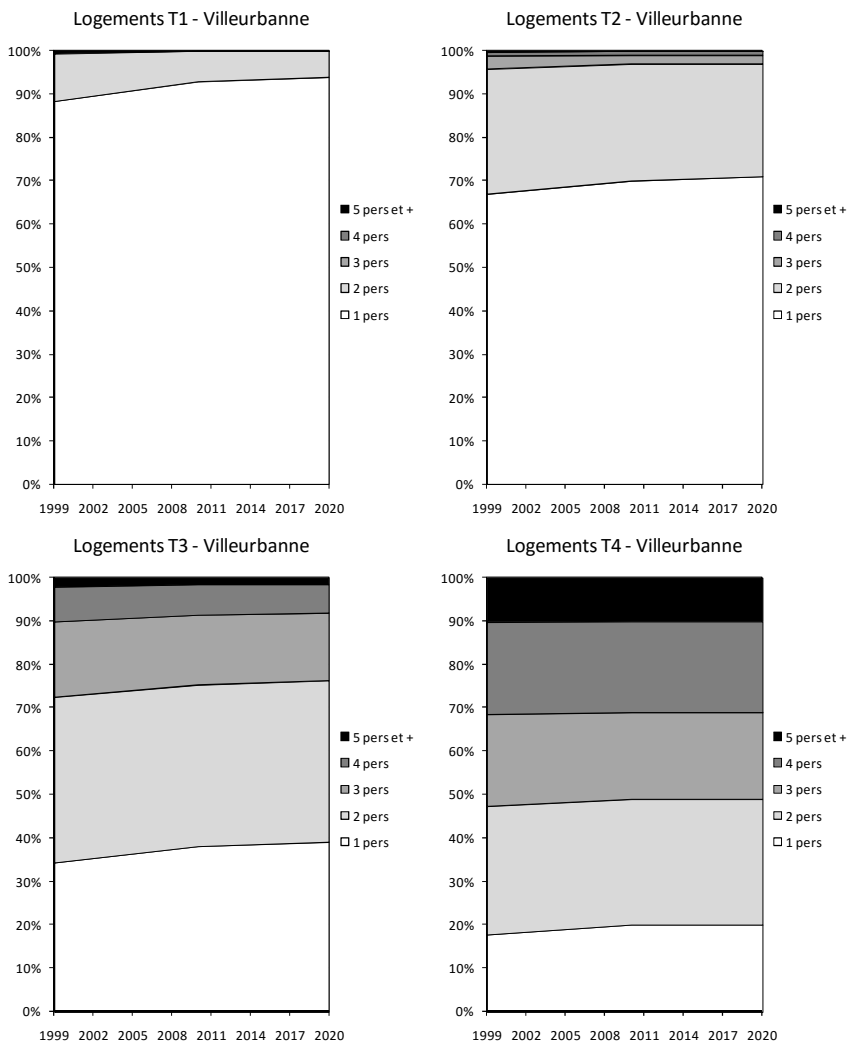 Logements T1 - Villeurbanne
100%
90%
80%
70%
60%
50%
40%
30%
20%
10%
0%
1999 2002 2005 2008 2011 2014 2017 2020
5 pers et +
4 pers
3 pers
2 pers
1 pers
Logements T2 - Villeurbanne
100%
90%
80%
70%
60%
50%
40%
30%
20%
10%
0%
1999 2002 2005 2008 2011 2014 2017 2020
5 pers et +
4 pers
3 pers
2 pers
1 pers
Logements T3 - Villeurbanne
100%
90%
80%
70%
60%
50%
40%
30%
20%
10%
0%
1999 2002 2005 2008 2011 2014 2017 2020
5 pers et +
4 pers
3 pers
2 pers
1 pers
Logements T4 - Villeurbanne
100%
90%
80%
70%
60%
50%
40%
30%
20%
10%
0%
1999 2002 2005 2008 2011 2014 2017 2020
5 pers et +
4 pers
3 pers
2 pers
1 pers